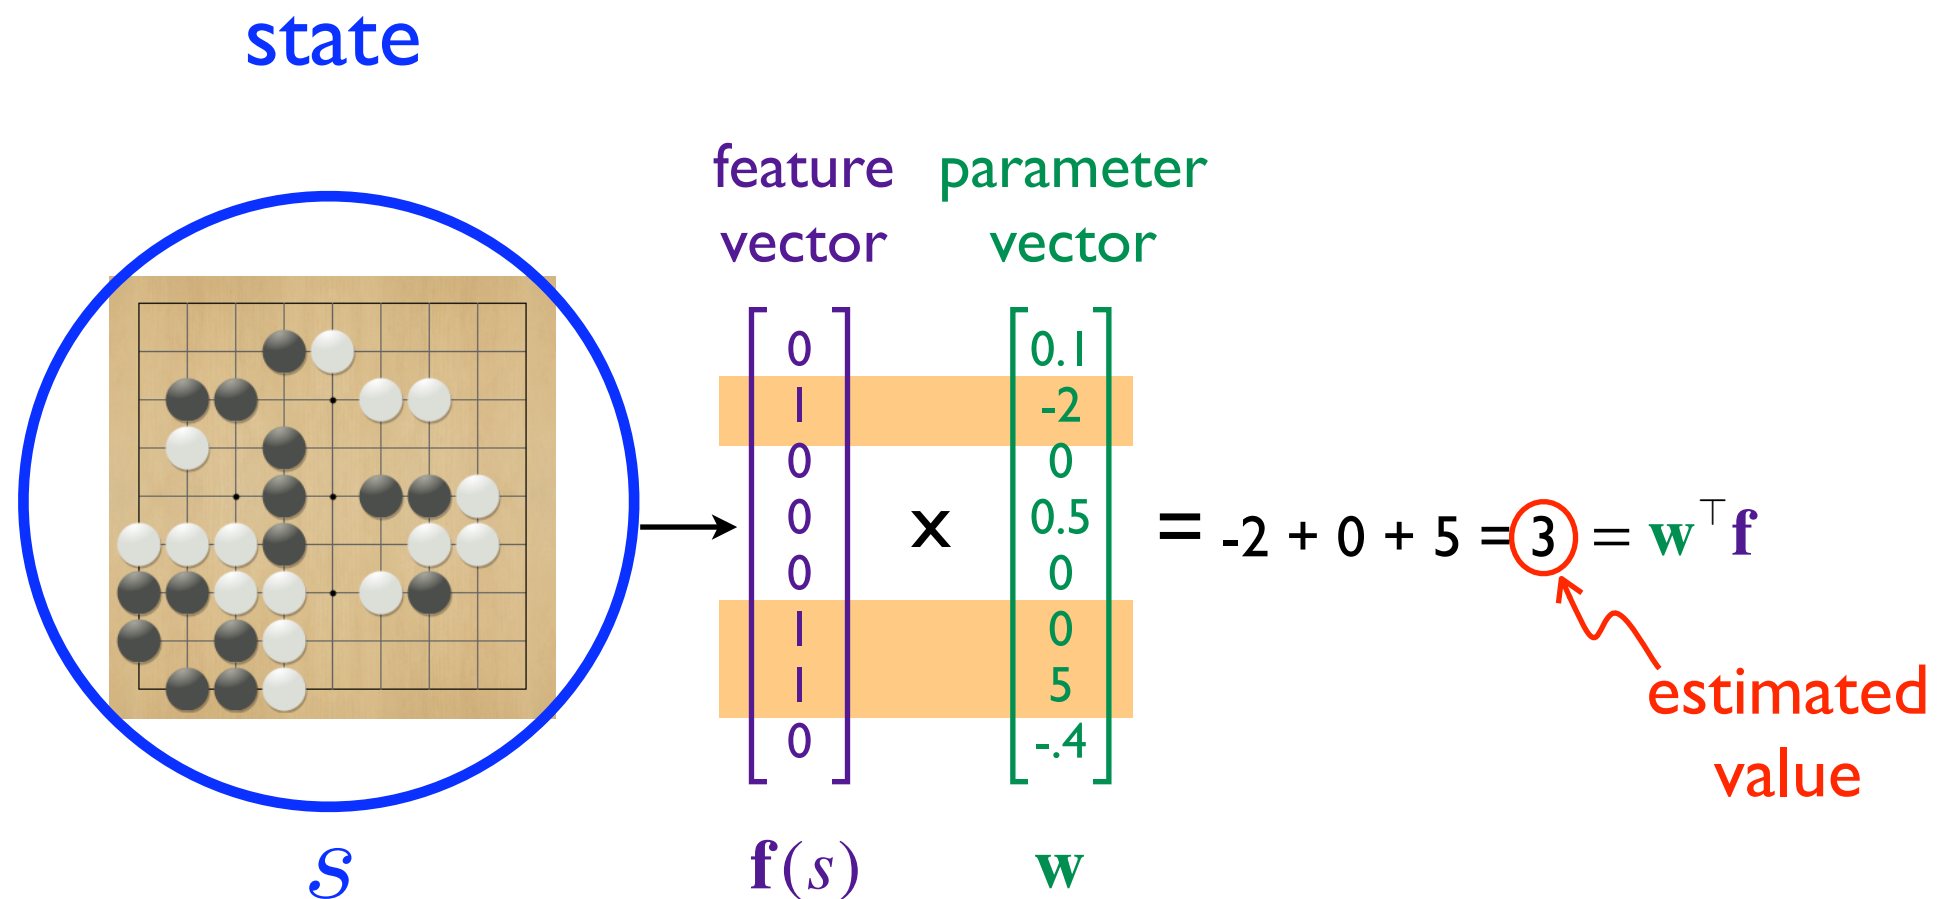 state
feature parameter
vector vector
0 0.1
1 -2
0 0
0 0.5
0 x 0 = -2 + 0 + 5 = 3 = w⊤f
1 0
1 5
0 -.4
estimated
value
s f(s) w